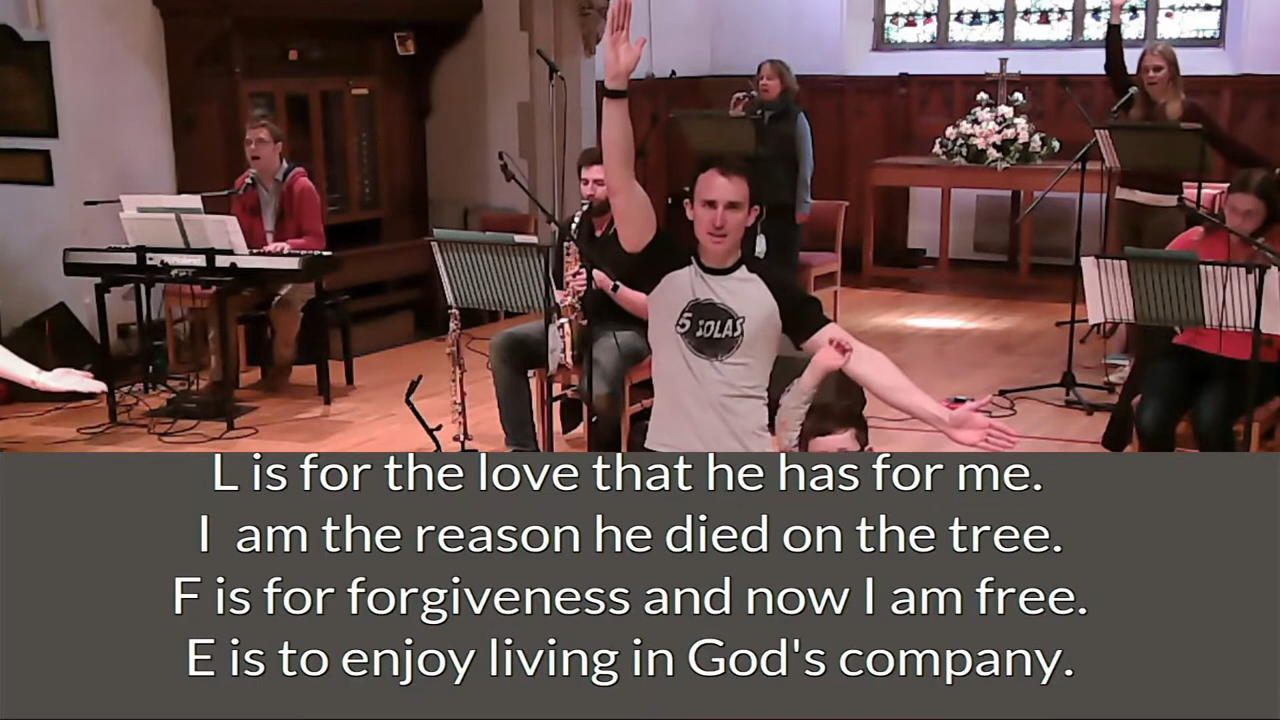 5 SOLAS
L is for the love that he has for me.
I am the reason he died on the tree.
F is for forgiveness and now I am free.
E is to enjoy living in God's company.